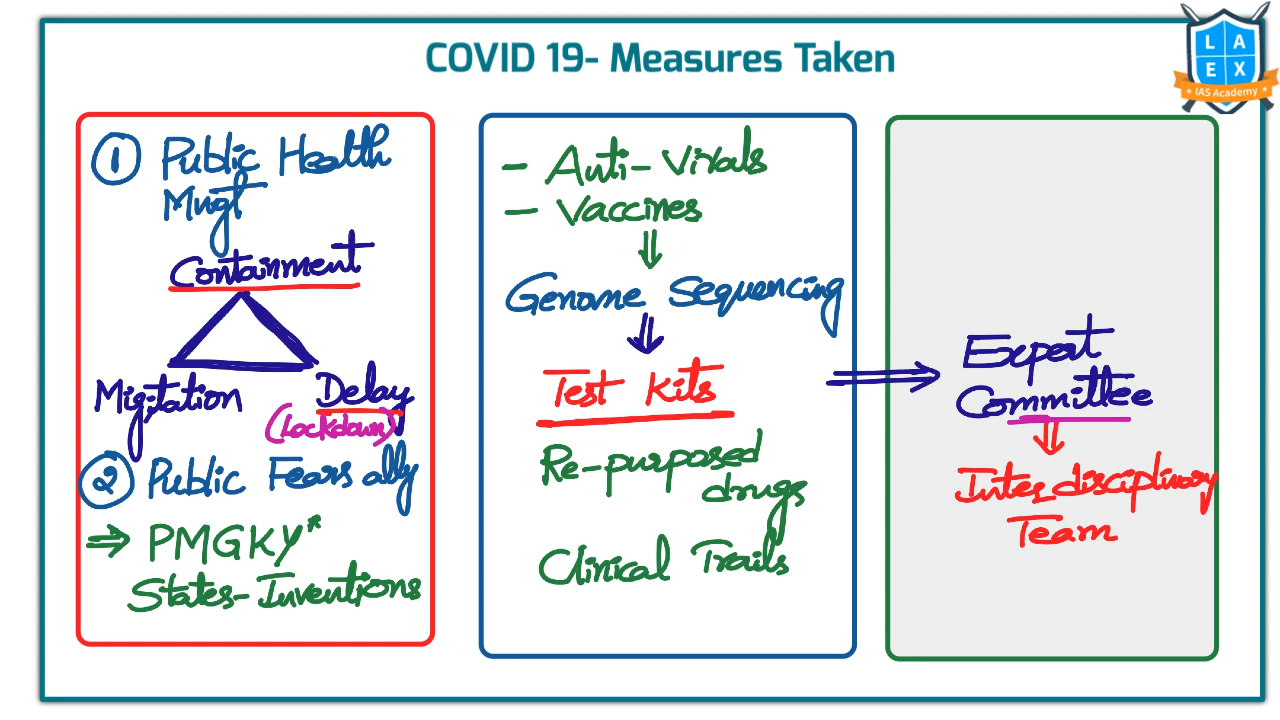 COVID 19- Measures Taken
L A
E X
IAS Academy
1 Public Health
Mngt
Containment
Migitation Delay
(Lockdown)
2 Public Fears ally
⇒ PMGKY*
States-Inventions
- Anti-Virals
- Vaccines
⇓
Genome Sequencing
⇓
Test Kits
Re-purposed
drugs
Clinical Trails
⇒ Expert
Committee
⇓
Inter disciplinary
Team